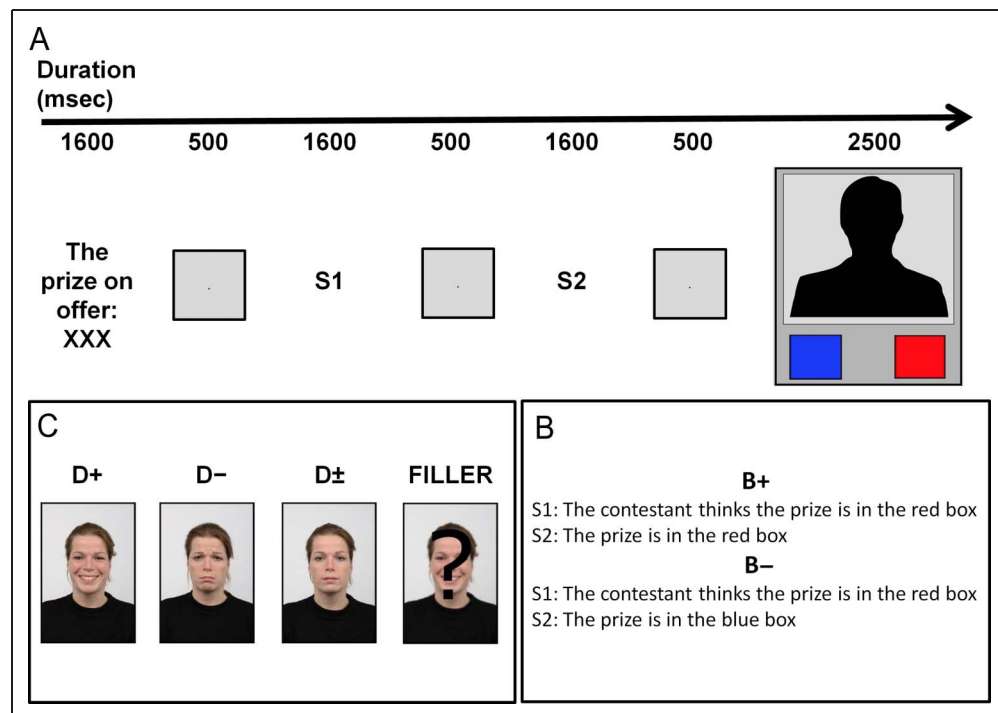 A
Duration
(msec)
1600 500 1600 500 1600 500 2500
The
prize on
offer:
XXX
S1
S2
C
D+ D− D± FILLER
?
B
B+
S1: The contestant thinks the prize is in the red box
S2: The prize is in the red box
B−
S1: The contestant thinks the prize is in the red box
S2: The prize is in the blue box